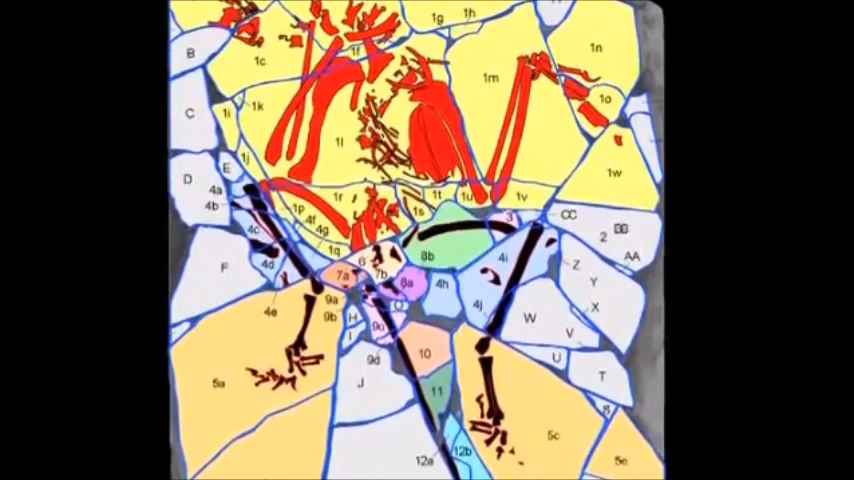 1g
1h
B
1c
1f
1n
1m
1o
1k
C
1i
1l
1j
E
D
4a
1w
4b
1r
1t
1u
1v
1p
1s
3
CC
4f
4c
4g
2
1q
8b
4i
AA
F
4d
6
7a
7b
Z
8a
4h
Y
4e
9a
4j
X
9b
H
W
9c
V
I
9d
10
U
J
T
5a
11
S
5c
12b
12a
5e